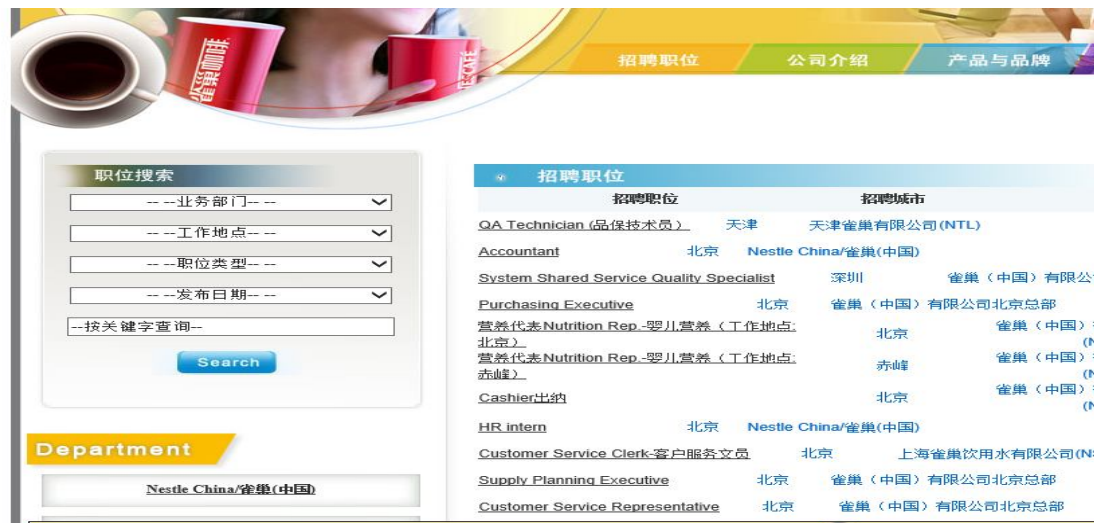 雀巢咖啡
招聘职位 公司介绍 产品与品牌
职位搜索
-- --业务部门-- --
-- --工作地点-- --
-- --职位类型-- --
-- --发布日期-- --
--按关键字查询--
Search
Department
Nestle China/雀巢(中国)
招聘职位
招聘职位 招聘城市
QA Technician (品保技术员) 天津 天津雀巢有限公司(NTL)
Accountant 北京 Nestle China/雀巢(中国)
System Shared Service Quality Specialist 深圳 雀巢（中国）有限公
Purchasing Executive 北京 雀巢（中国）有限公司北京总部
营养代表Nutrition Rep.-婴儿营养（工作地点: 北京 雀巢（中国）
北京）
营养代表Nutrition Rep.-婴儿营养（工作地点: 赤峰 雀巢（中国）
赤峰）
Cashier出纳 北京 雀巢（中国）
HR intern 北京 Nestle China/雀巢(中国)
Customer Service Clerk-客户服务文员 北京 上海雀巢饮用水有限公司(N
Supply Planning Executive 北京 雀巢（中国）有限公司北京总部
Customer Service Representative 北京 雀巢（中国）有限公司北京总部